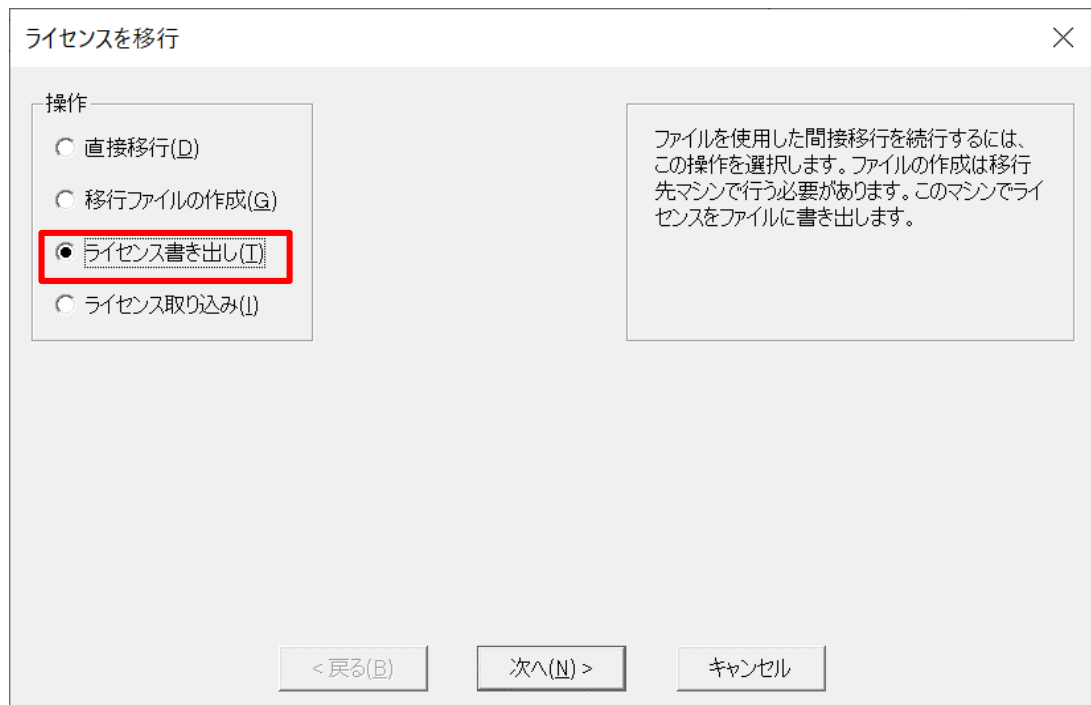 ライセンスを移行
操作
直接移行(D)
移行ファイルの作成(G)
ライセンス書き出し(T)
ライセンス取り込み(I)
ファイルを使用した間接移行を続行するには、
この操作を選択します。ファイルの作成は移行
先マシンで行う必要があります。このマシンでライ
センスをファイルに書き出します。
< 戻る(B)
次へ(N) >
キャンセル